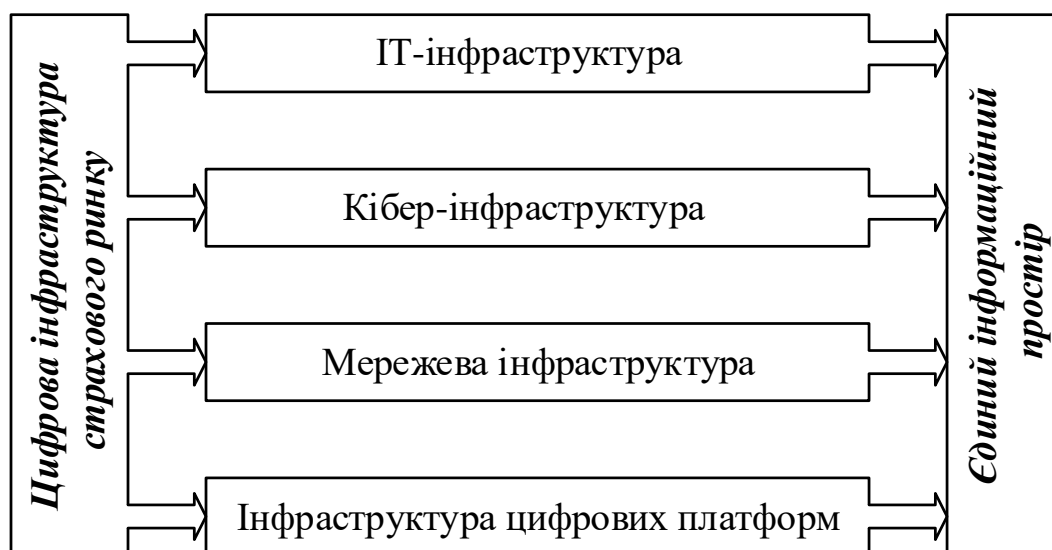 Цифрова інфраструктура
страхового ринку
ІТ-інфраструктура
Кібер-інфраструктура
Мережева інфраструктура
Інфраструктура цифрових платформ
Єдиний інформаційний
простір